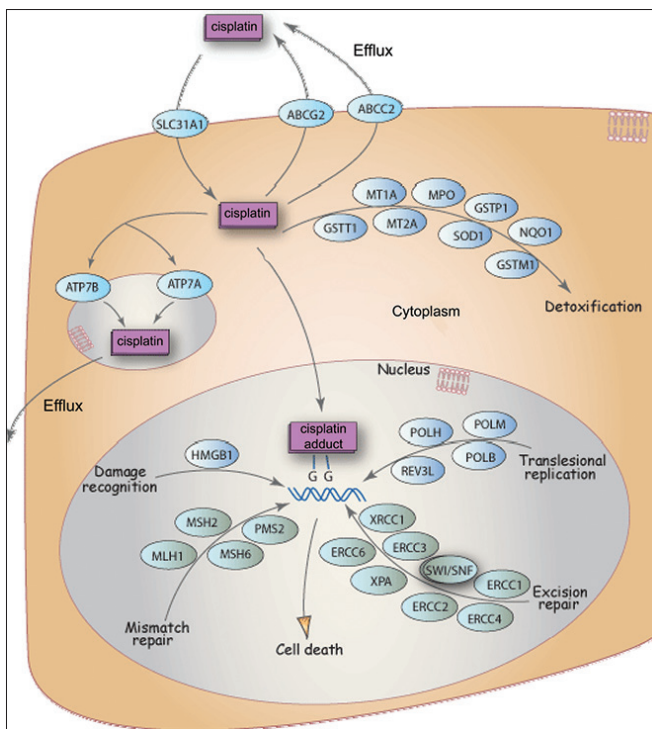 cisplatin
Efflux
SLC31A1
ABCG2
ABCC2
cisplatin
MT1A
MPO
GSTP1
GSTT1
MT2A
SOD1
NQO1
GSTM1
Detoxification
ATP7B
ATP7A
cisplatin
Cytoplasm
Efflux
Nucleus
cisplatin
adduct
G G
HMGB1
Damage
recognition
POLH
POLM
REV3L
POLB
Translesional
replication
MSH2
PMS2
MLH1
MSH6
Mismatch
repair
XRCC1
ERCC6
ERCC3
XPA
SWI/SNF
ERCC1
ERCC2
ERCC4
Excision
repair
Cell death